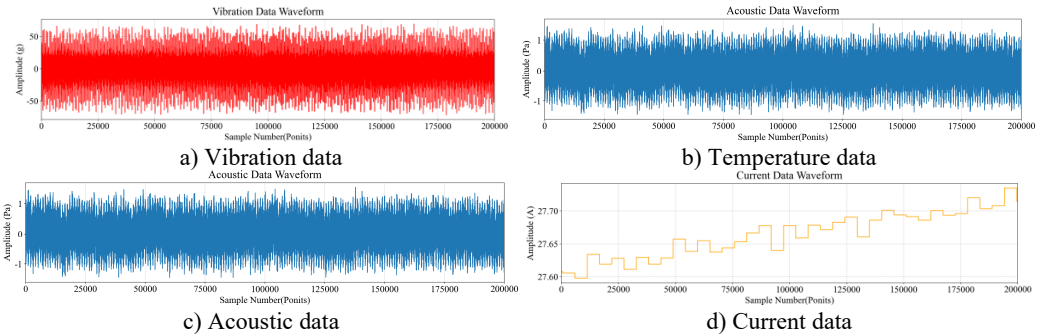 Vibration Data Waveform
Amplitude (g)
50
0
-50
0 25000 50000 75000 100000 125000 150000 175000 200000
Sample Number(Ponits)
a) Vibration data
Acoustic Data Waveform
Amplitude (Pa)
1
0
-1
0 25000 50000 75000 100000 125000 150000 175000 200000
Sample Number(Ponits)
b) Temperature data
Acoustic Data Waveform
Amplitude (Pa)
1
0
-1
0 25000 50000 75000 100000 125000 150000 175000 200000
Sample Number(Ponits)
c) Acoustic data
Current Data Waveform
Amplitude (A)
27.70
27.65
27.60
0 25000 50000 75000 100000 125000 150000 175000 200000
Sample Number(Ponits)
d) Current data